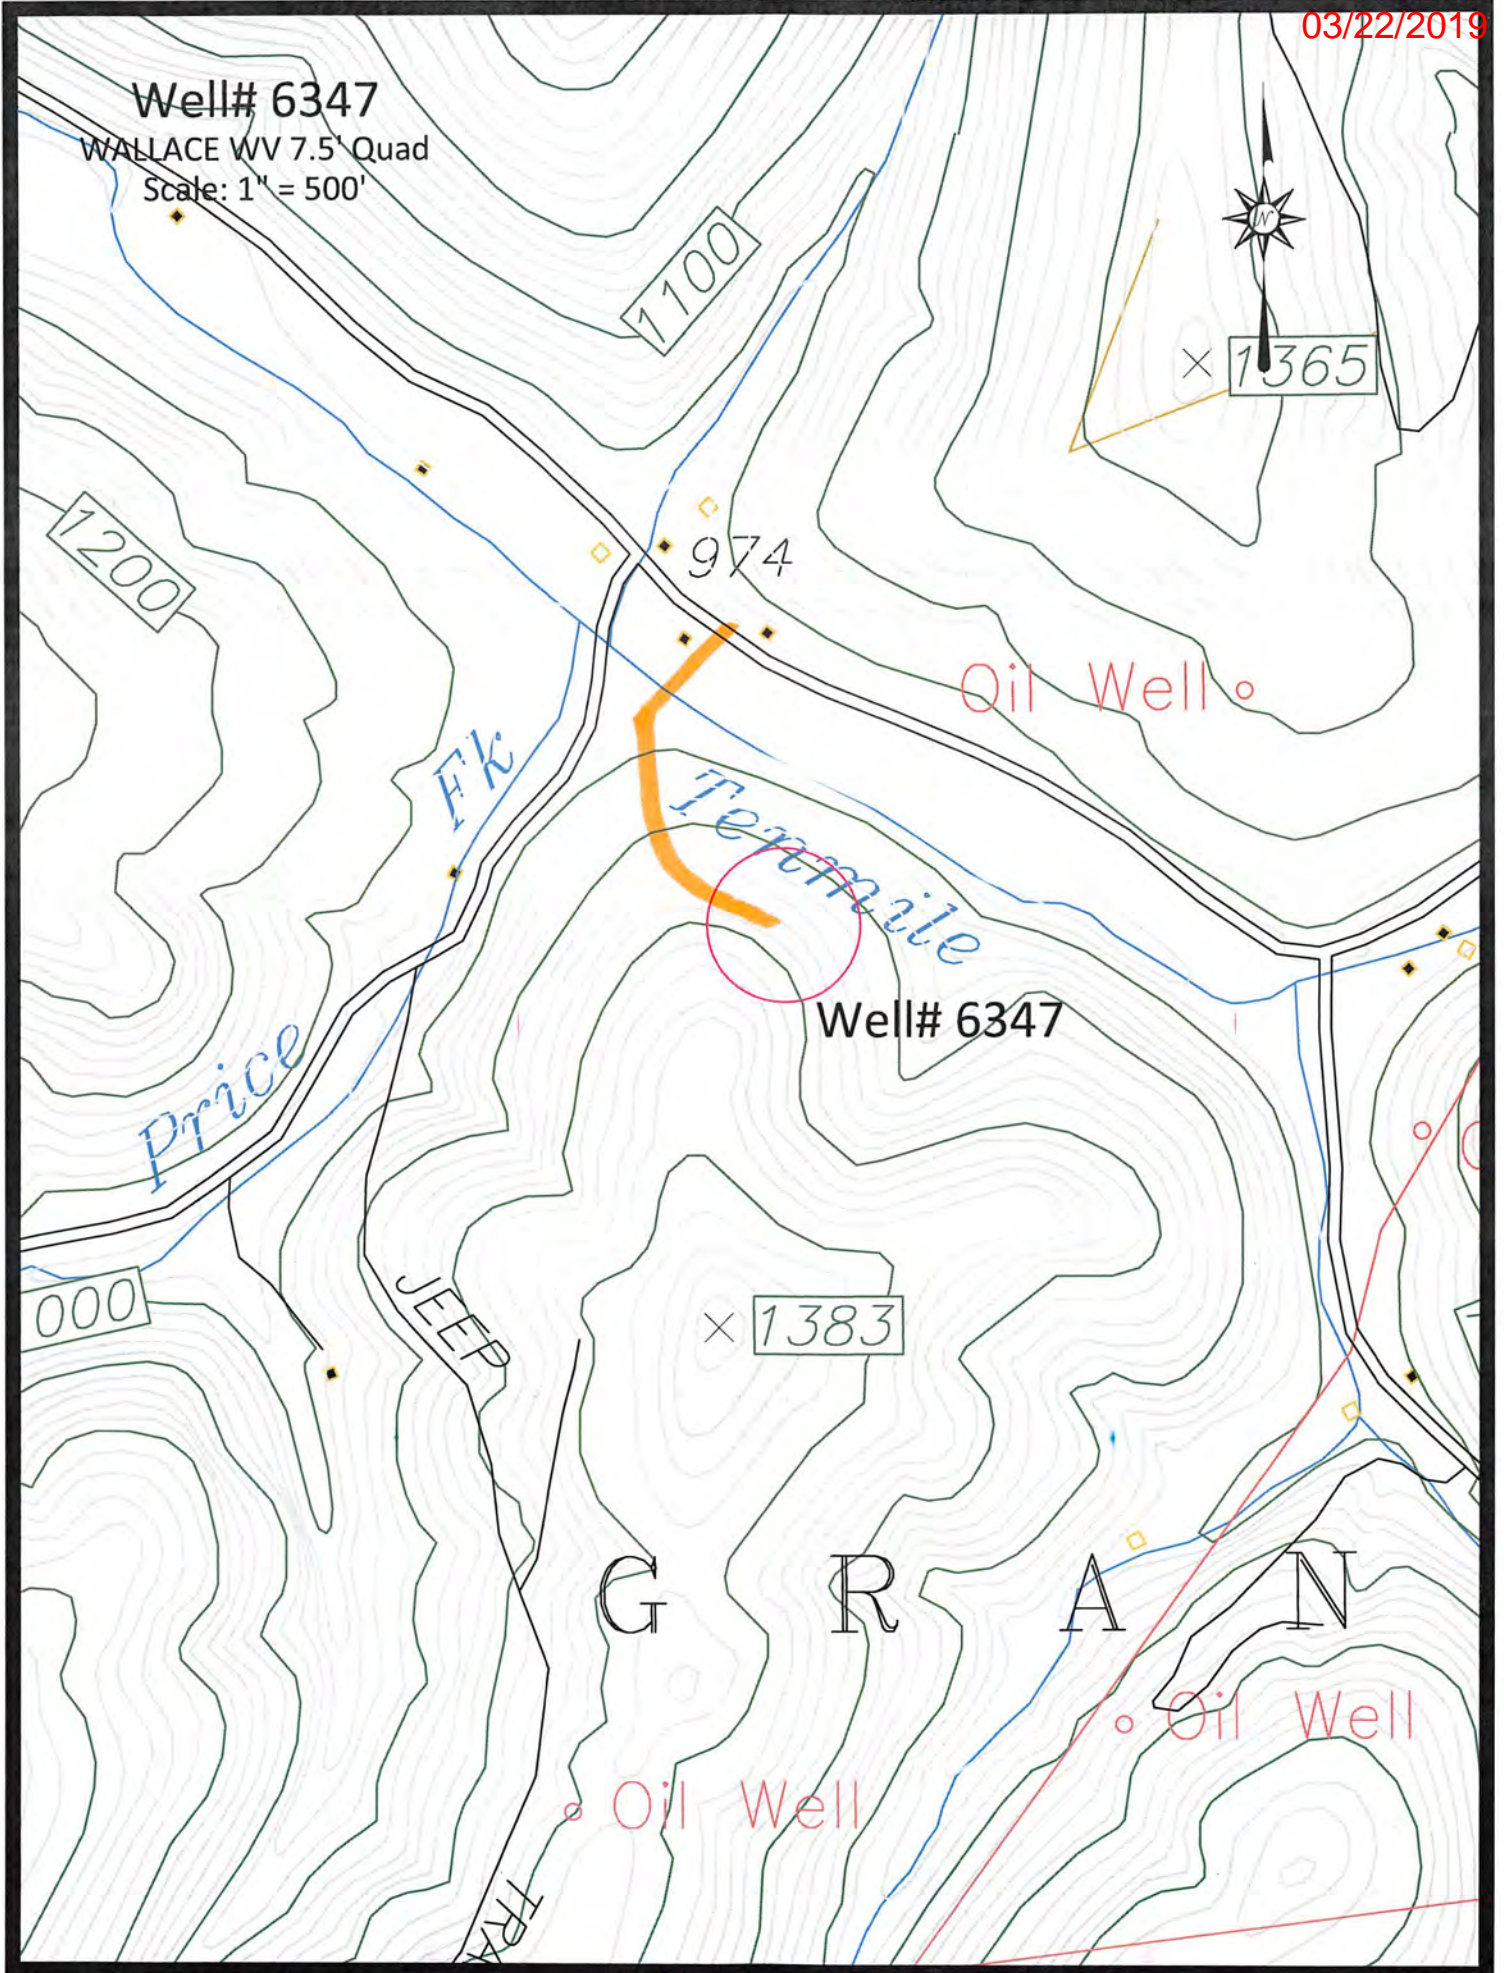 03/22/2019
Well# 6347
WALLACE WV 7.5' Quad
Scale: 1" = 500'
N
1100
1365
1200
974
Oil Well
Fk
Tenmile
Well# 6347
Price
000
JEEP
1383
G R A N
Oil Well
Oil Well
TRA